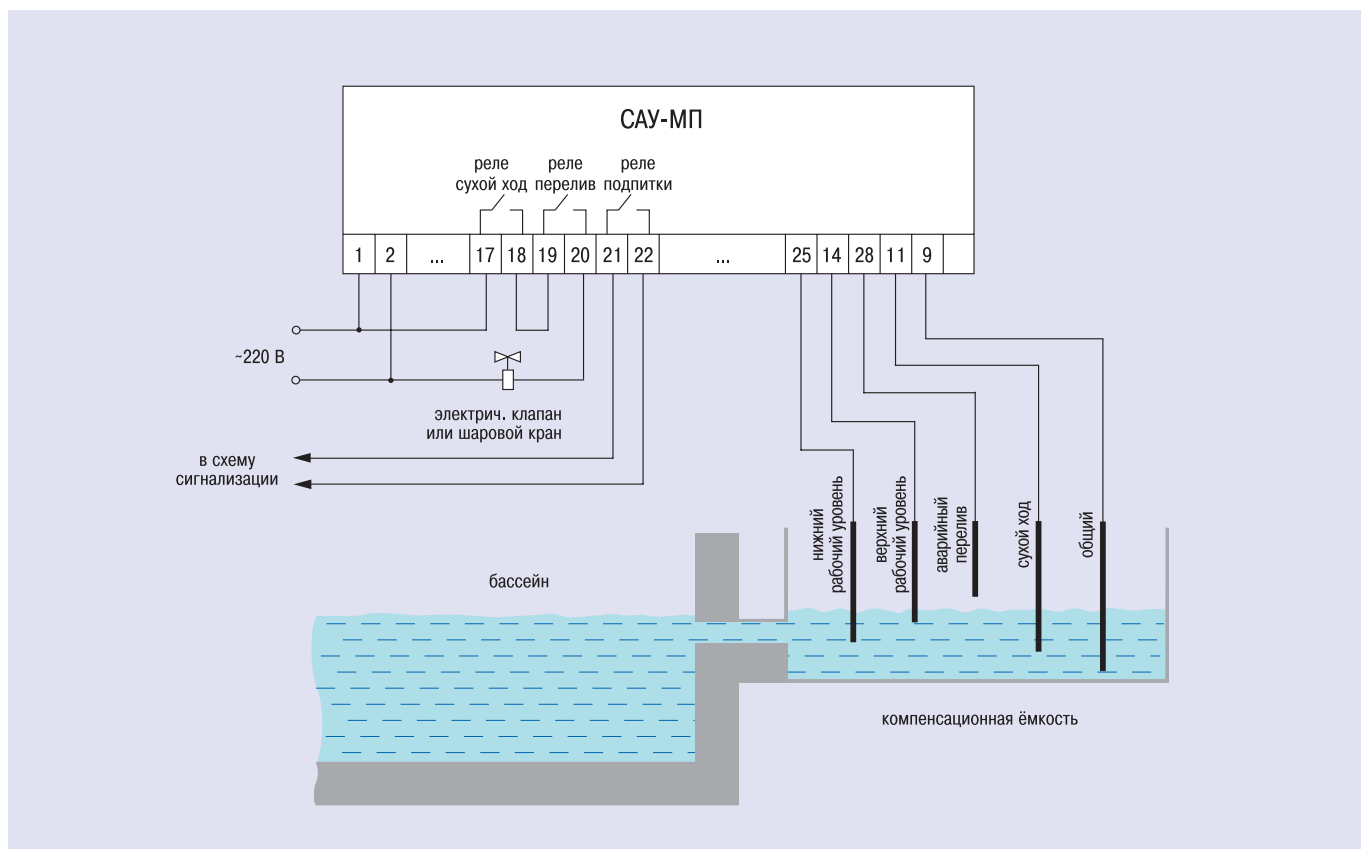 САУ-МП
реле
сухой ход
реле
перелив
реле
подпитки
1 2 ... 17 18 19 20 21 22 ... 25 14 28 11 9
~220 В
электрич. клапан
или шаровой кран
в схему
сигнализации
нижний
рабочий уровень
верхний
рабочий уровень
аварийный
перелив
сухой ход
общий
бассейн
компенсационная ёмкость